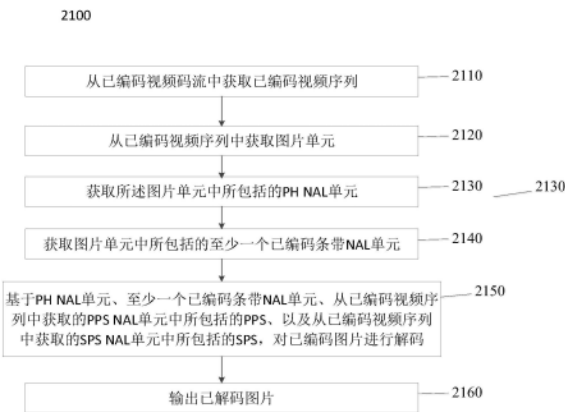 2100
从已编码视频码流中获取已编码视频序列
2110
从已编码视频序列中获取图片单元
2120
获取所述图片单元中所包括的PH NAL单元
2130
2130
获取图片单元中所包括的至少一个已编码条带NAL单元
2140
基于PH NAL单元、至少一个已编码条带NAL单元、从已编码视频序
列中获取的PPS NAL单元中所包括的PPS、以及从已编码视频序列
中获取的SPS NAL单元中所包括的SPS，对已编码图片进行解码
2150
输出已解码图片
2160